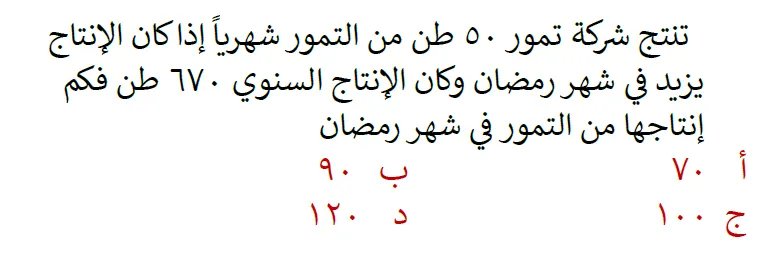 تنتج شركة تمور ٥٠ طن من التمور شهرياً إذا كان الإنتاج
يزيد في شهر رمضان وكان الإنتاج السنوي ٦٧٠ طن فكم
إنتاجها من التمور في شهر رمضان
أ ٧٠ ب ٩٠
ج ١٠٠ د ١٢٠